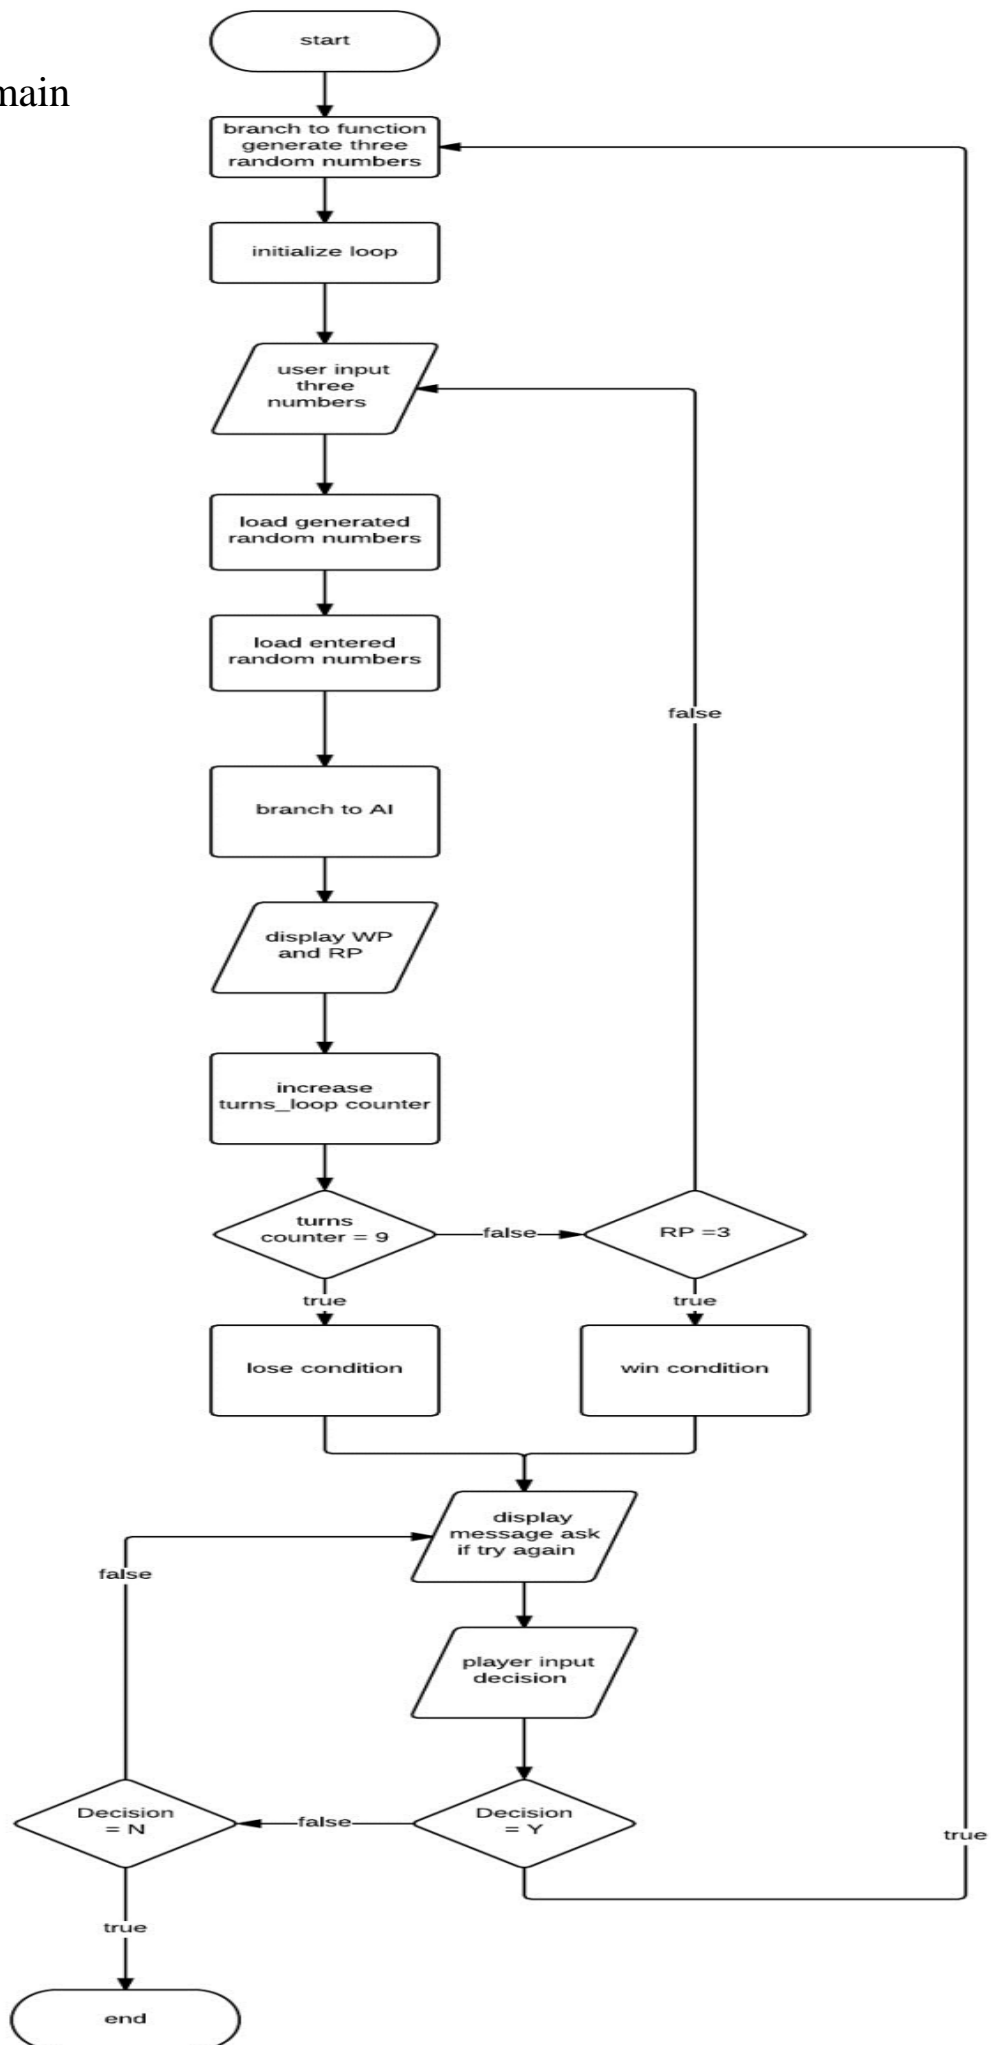 start
main
branch to function
generate three
random numbers
initialize loop
user input
three
numbers
load generated
random numbers
load entered
random numbers
false
branch to AI
display WP
and RP
increase
turns_loop counter
turns
counter = 9
false
RP =3
true
true
lose condition
win condition
display
message ask
if try again
false
player input
decision
Decision
= N
false
Decision
= Y
true
true
end